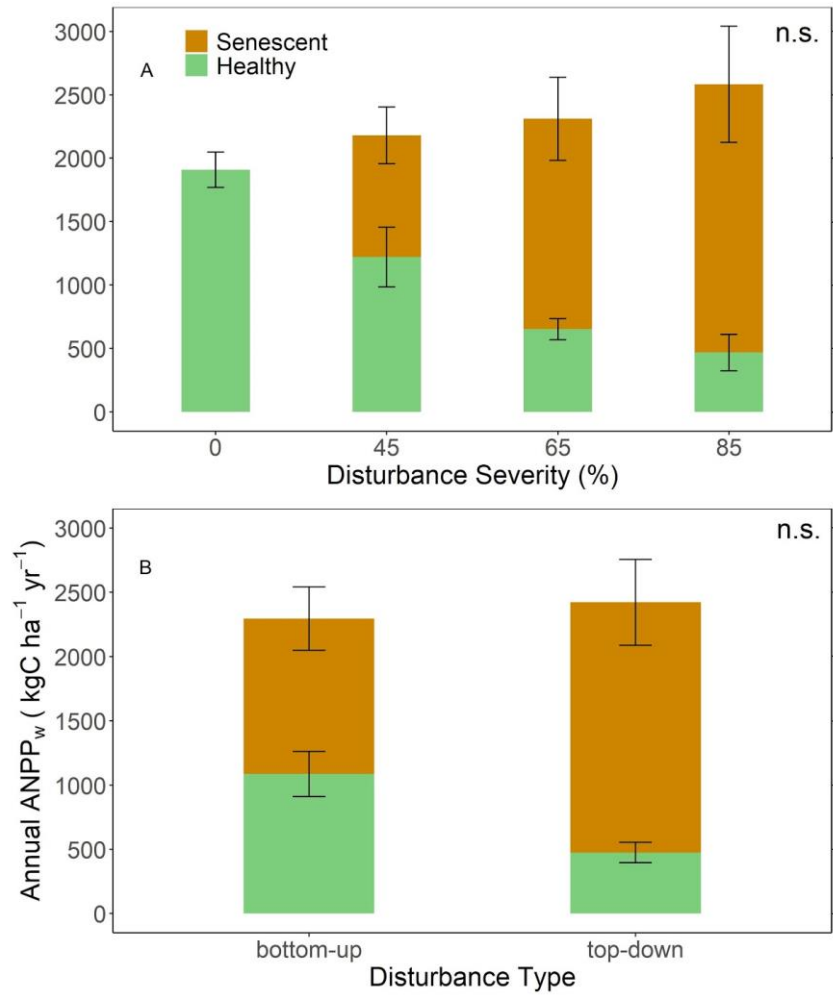 3000
2500
2000
1500
1000
500
0
A
Senescent
Healthy
n.s.
0 45 65 85
Disturbance Severity (%)
Annual ANPPw ( kgC ha⁻¹ yr⁻¹)
3000
2500
2000
1500
1000
500
0
B
n.s.
bottom-up top-down
Disturbance Type